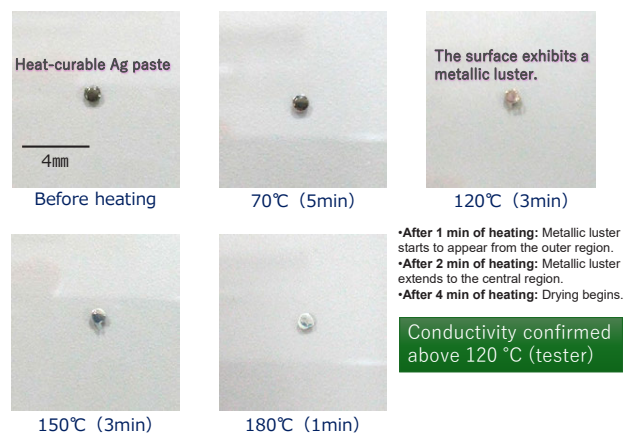 Heat-curable Ag paste
4mm
Before heating
70℃（5min）
The surface exhibits a
metallic luster.
120℃（3min）
150℃（3min）
180℃（1min）
•After 1 min of heating: Metallic luster
starts to appear from the outer region.
•After 2 min of heating: Metallic luster
extends to the central region.
•After 4 min of heating: Drying begins.
Conductivity confirmed
above 120 °C (tester)